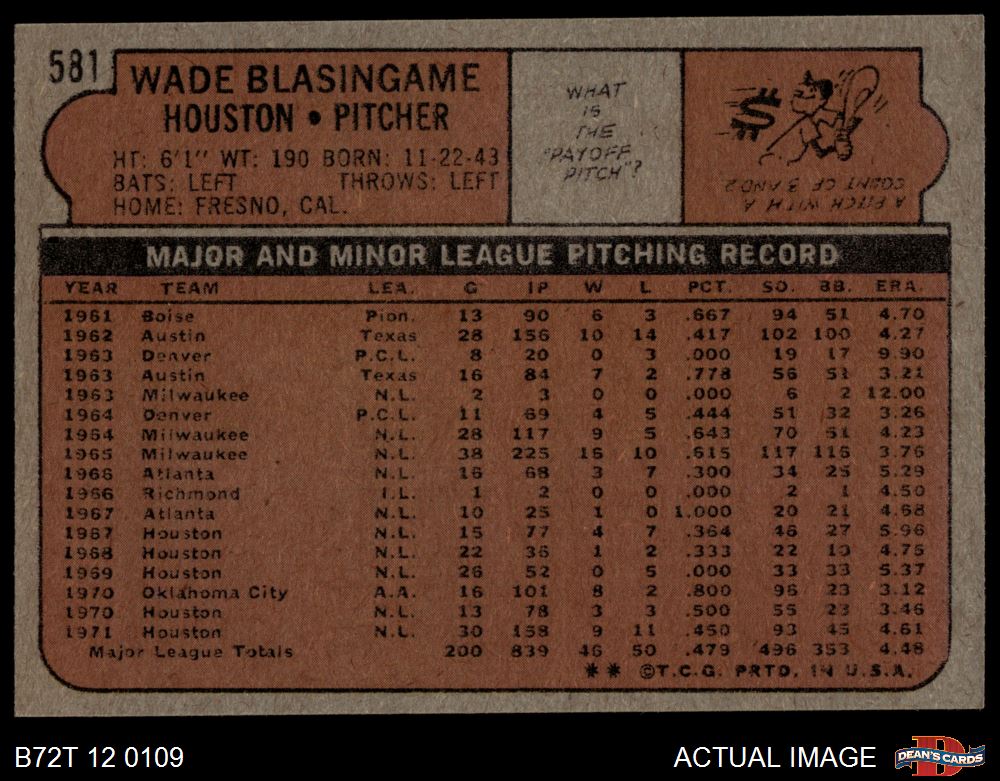 581
WADE BLASINGAME
HOUSTON • PITCHER
HT: 6'1" WT: 190 BORN: 11-22-43
BATS: LEFT THROWS: LEFT
HOME: FRESNO, CAL.
WHAT
IS
THE
"PAYOFF
PITCH"?
A PITCH WITH A
COUNT OF 3 AND 2
MAJOR AND MINOR LEAGUE PITCHING RECORD
YEAR TEAM LEA. G IP W L PCT. SO. BB. ERA.
1961 Boise Pion. 13 90 6 3 .667 94 51 4.70
1962 Austin Texas 28 156 10 14 .417 102 100 4.27
1963 Denver P.C.L. 8 20 0 3 .000 19 17 9.90
1963 Austin Texas 16 84 7 2 .778 56 51 3.21
1963 Milwaukee N.L. 2 3 0 0 .000 6 2 12.00
1964 Denver P.C.L. 11 69 4 5 .444 51 32 3.26
1964 Milwaukee N.L. 28 117 9 5 .643 70 51 4.23
1965 Milwaukee N.L. 38 225 16 10 .615 117 116 3.76
1966 Atlanta N.L. 16 68 3 7 .300 34 25 5.29
1966 Richmond I.L. 1 2 0 0 .000 2 1 4.50
1967 Atlanta N.L. 10 25 1 0 1.000 20 21 4.68
1967 Houston N.L. 15 77 4 7 .364 46 27 5.96
1968 Houston N.L. 22 36 1 2 .333 22 10 4.75
1969 Houston N.L. 26 52 0 5 .000 33 33 5.37
1970 Oklahoma City A.A. 16 101 8 2 .800 96 23 3.12
1970 Houston N.L. 13 78 3 3 .500 55 23 3.46
1971 Houston N.L. 30 158 9 11 .450 93 45 4.61
Major League Totals 200 839 46 50 .479 496 353 4.48
** ©T.C.G. PRTD. IN U.S.A.
B72T 12 0109
ACTUAL IMAGE
D
DEAN'S CARDS